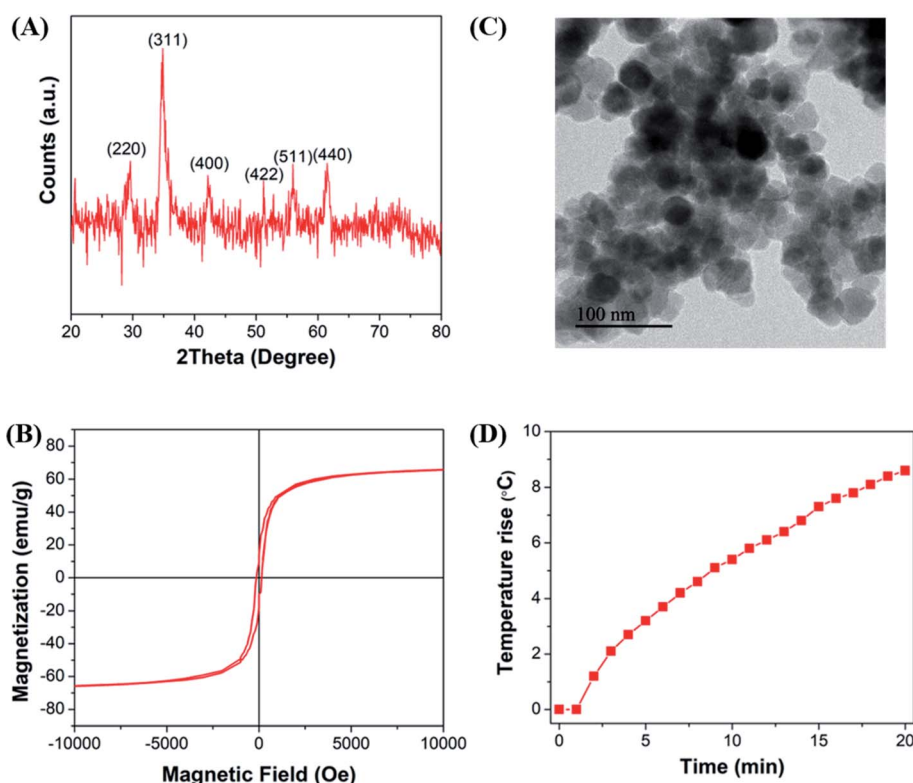 (A)
(311)
(220)
(400)
(422)
(511)
(440)
Counts (a.u.)
20 30 40 50 60 70 80
2Theta (Degree)
(C)
100 nm
(B)
80
60
40
20
0
-20
-40
-60
-80
Magnetization (emu/g)
-10000 -5000 0 5000 10000
Magnetic Field (Oe)
(D)
10
8
6
4
2
0
Temperature rise (°C)
0 5 10 15 20
Time (min)